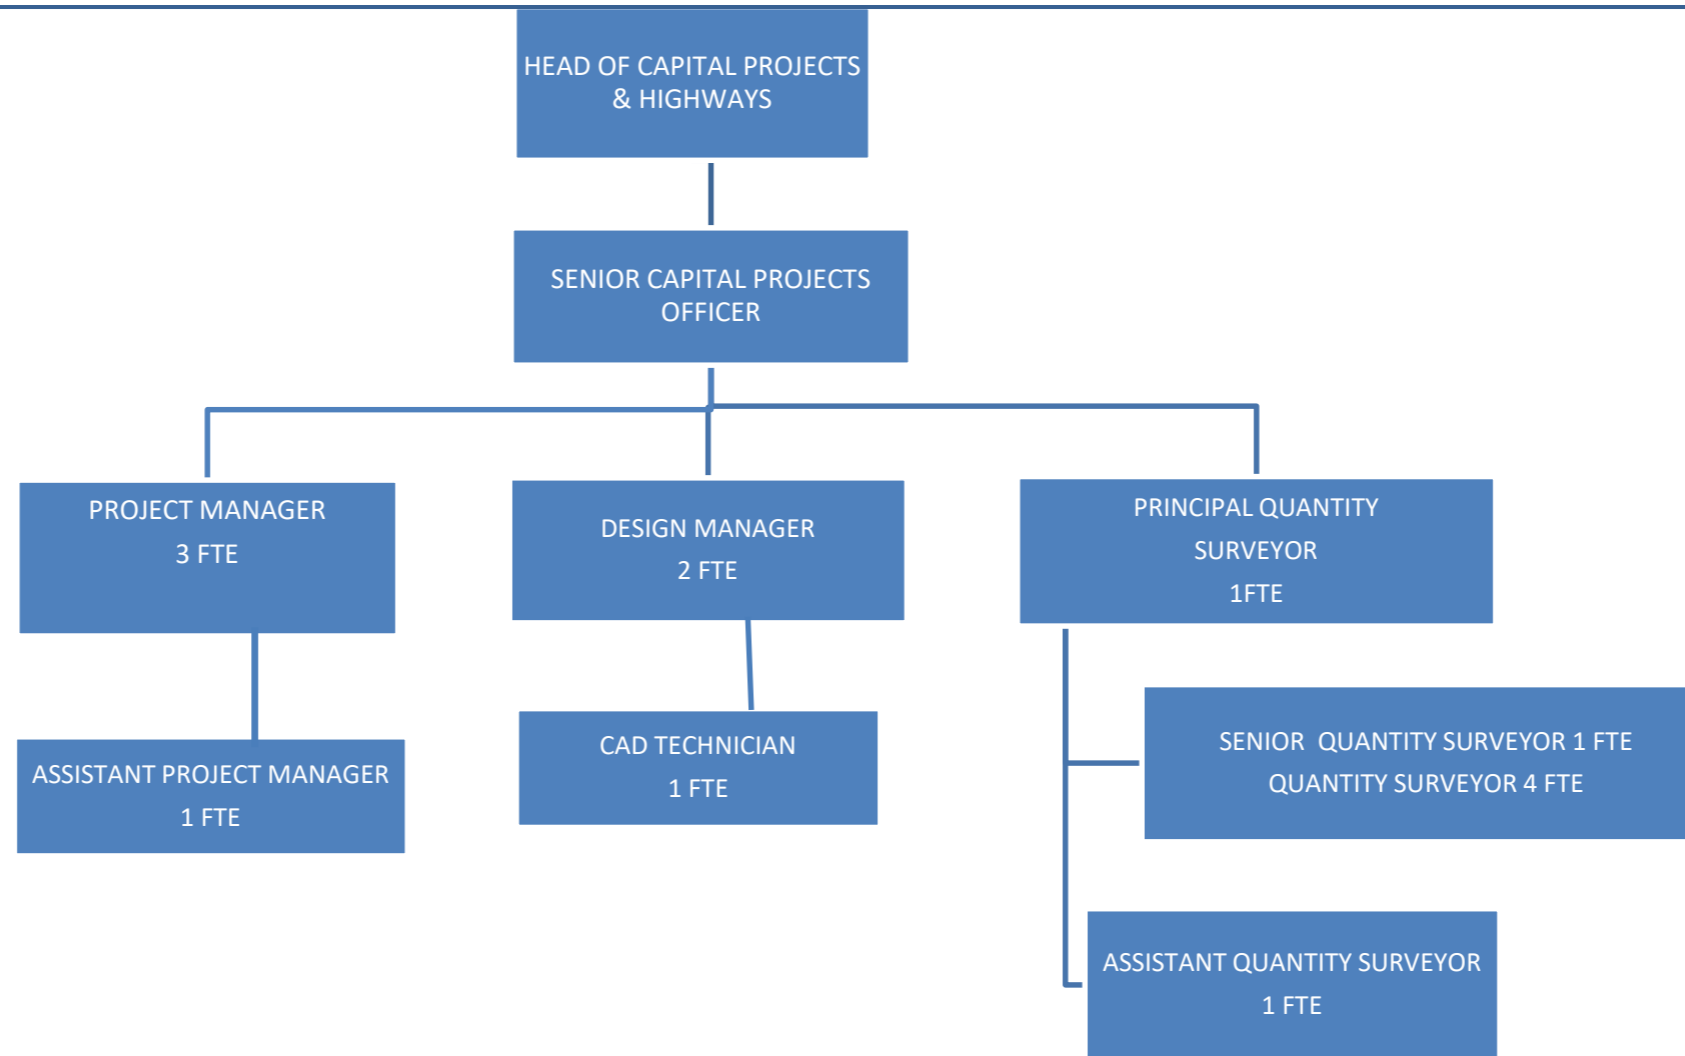 HEAD OF CAPITAL PROJECTS
& HIGHWAYS
SENIOR CAPITAL PROJECTS
OFFICER
PROJECT MANAGER
3 FTE
DESIGN MANAGER
2 FTE
PRINCIPAL QUANTITY
SURVEYOR
1FTE
ASSISTANT PROJECT MANAGER
1 FTE
CAD TECHNICIAN
1 FTE
SENIOR QUANTITY SURVEYOR 1 FTE
QUANTITY SURVEYOR 4 FTE
ASSISTANT QUANTITY SURVEYOR
1 FTE